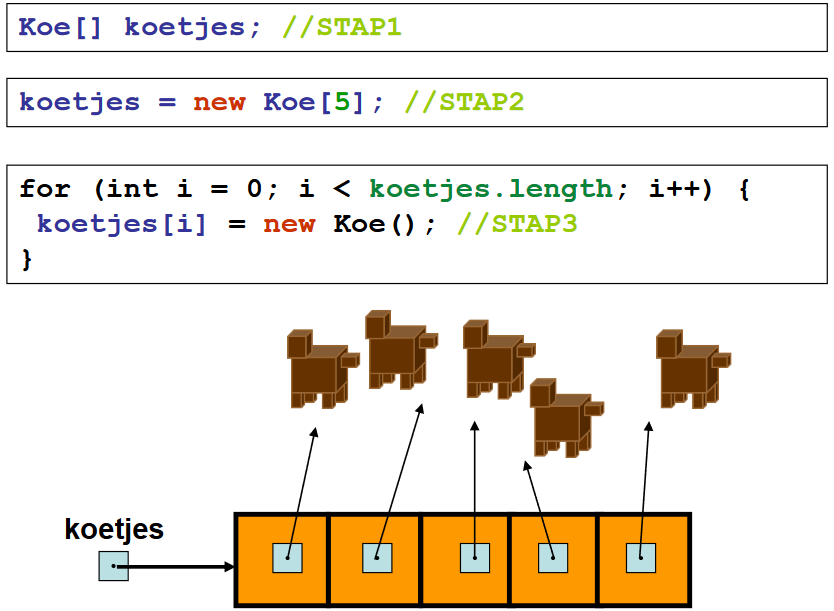 Koe[] koetjes; //STAP1
koetjes = new Koe[5]; //STAP2
for (int i = 0; i < koetjes.length; i++) {
koetjes[i] = new Koe(); //STAP3
}
koetjes